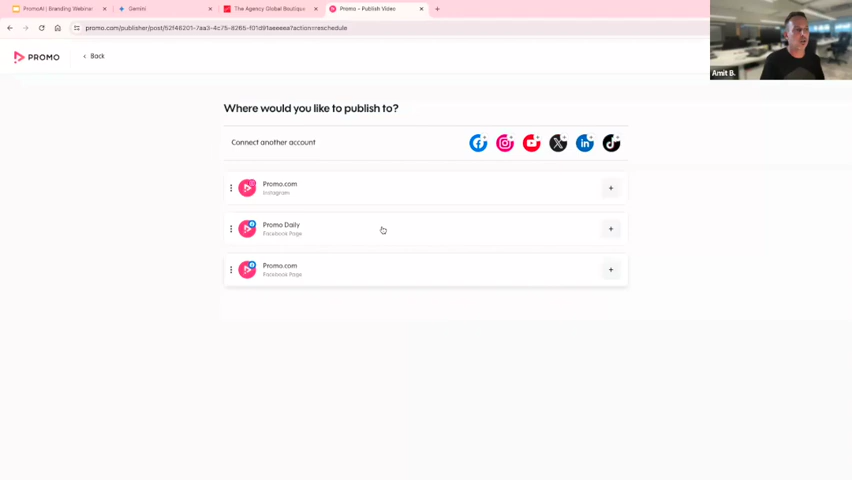 PromoAI | Branding Webinar
Gemini
The Agency Global Boutique
Promo - Publish Video
promo.com/publisher/post/52f46201-7aa3-4c75-8265-f01d91aeeeea?action=reschedule
PROMO
Back
Amit B.
Where would you like to publish to?
Connect another account
Promo.com
Instagram
Promo Daily
Facebook Page
Promo.com
Facebook Page